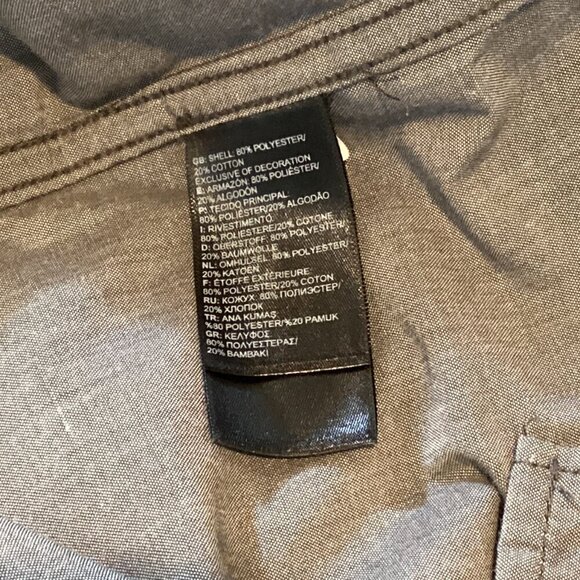 GB: SHELL: 80% POLYESTER/
20% COTTON
EXCLUSIVE OF DECORATION
E: ARMAZÓN: 80% POLIÉSTER/
20% ALGODÓN
P: TECIDO PRINCIPAL:
80% POLIÉSTER/20% ALGODÃO
I: RIVESTIMENTO:
80% POLIESTERE/20% COTONE
D: OBERSTOFF: 80% POLYESTER/
20% BAUMWOLLE
NL: OMHULSEL: 80% POLYESTER/
20% KATOEN
F: ÉTOFFE EXTÉRIEURE:
80% POLYESTER/20% COTON
RU: КОЖУХ: 80% ПОЛИЭСТЕР/
20% ХЛОПОК
TR: ANA KUMAŞ:
%80 POLYESTER/%20 PAMUK
GR: ΚΕΛΥΦΟΣ:
80% ΠΟΛΥΕΣΤΕΡΑΣ/
20% ΒΑΜΒΑΚΙ